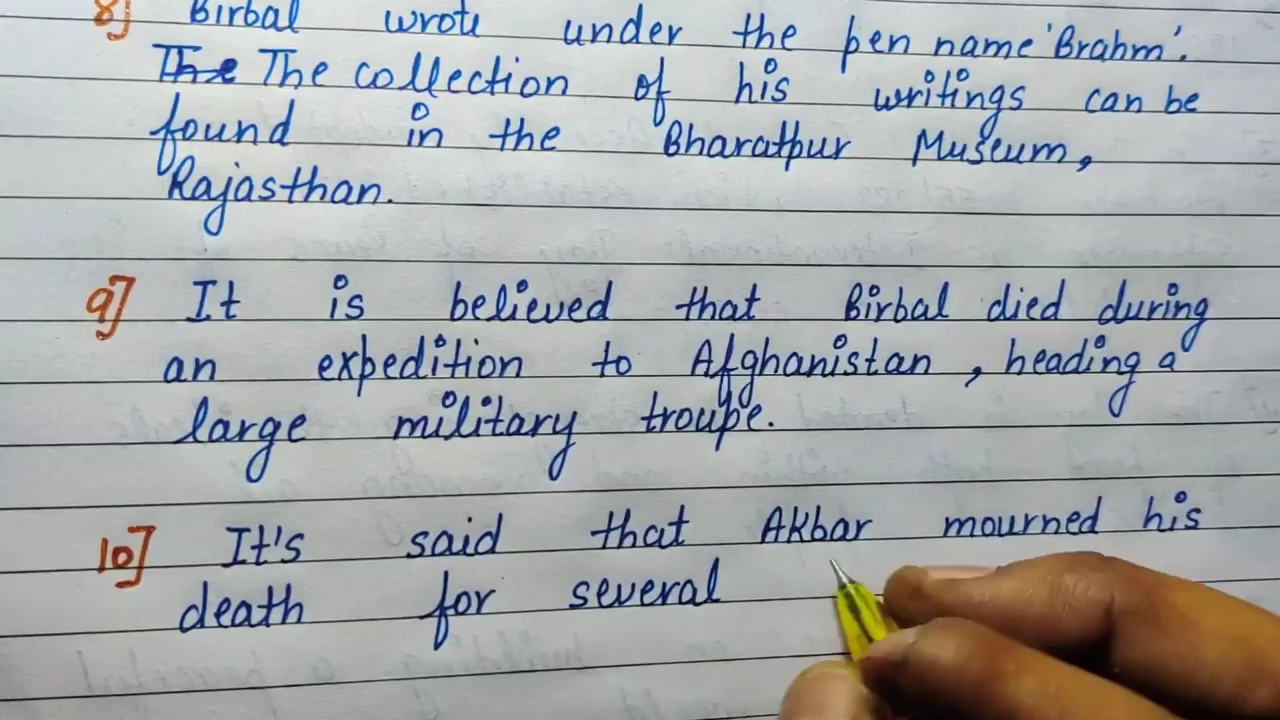 8] Birbal wrote under the pen name 'Brahm'.
The The collection of his writings can be
found in the Bharatpur Museum,
Rajasthan.
9] It is believed that Birbal died during
an expedition to Afghanistan, heading a
large military troupe.
10] It's said that Akbar mourned his
death for several